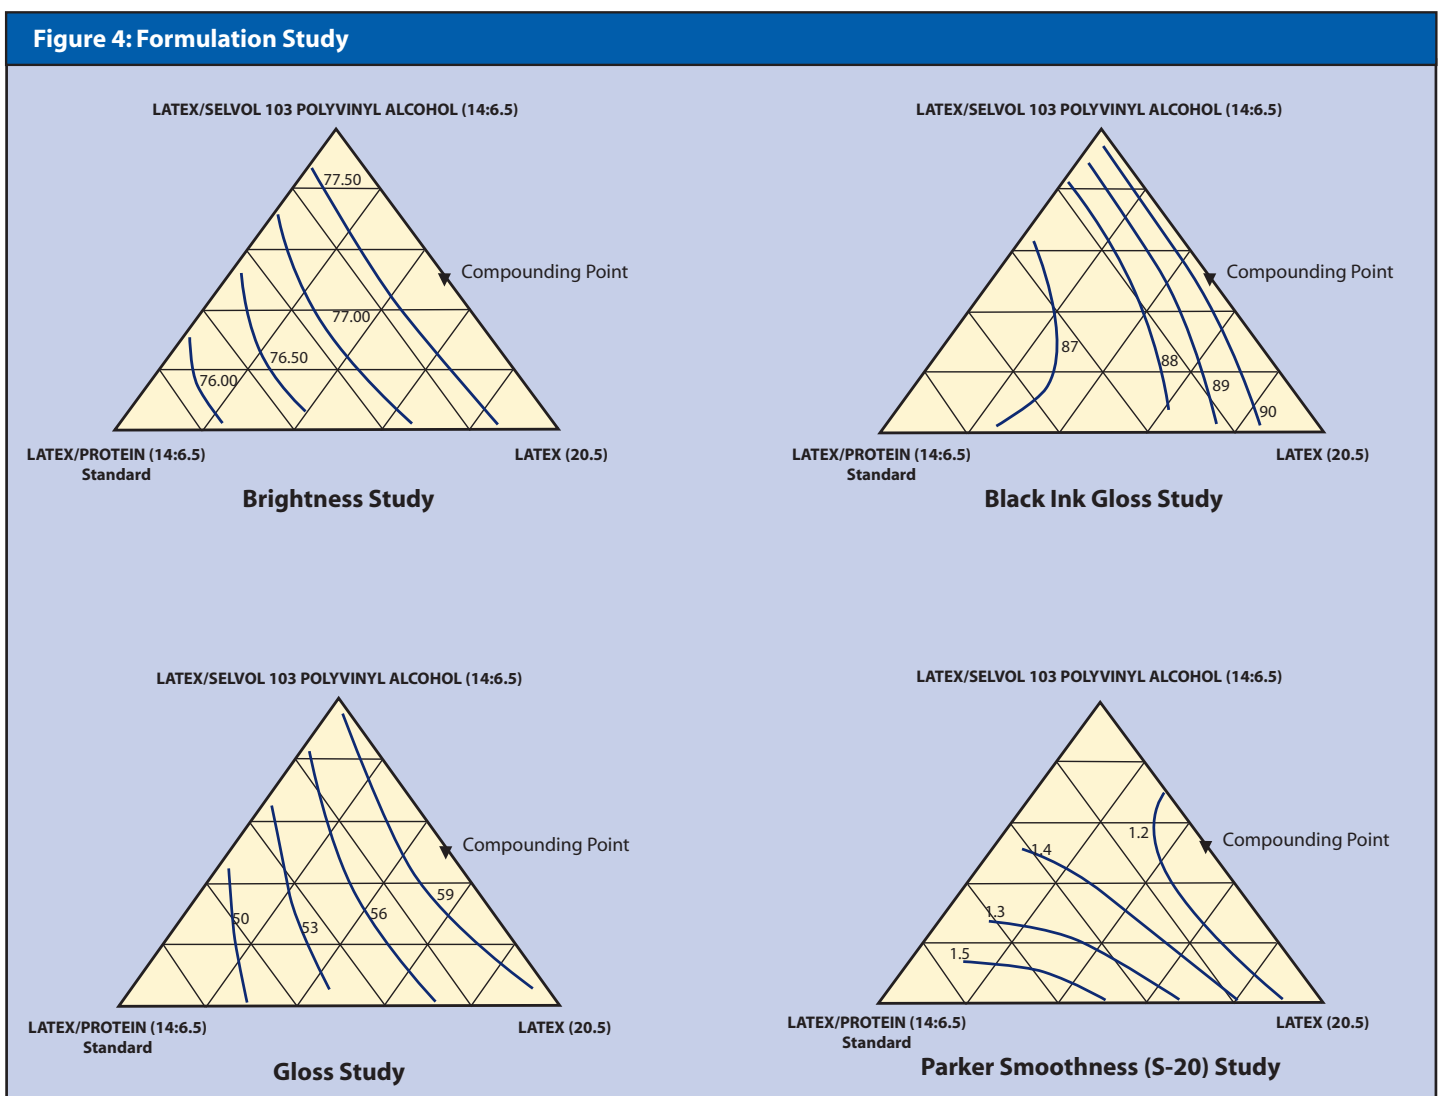 Figure 4: Formulation Study
LATEX/SELVOL 103 POLYVINYL ALCOHOL (14:6.5)
77.50
Compounding Point
77.00
76.50
76.00
LATEX/PROTEIN (14:6.5)
Standard
LATEX (20.5)
Brightness Study
LATEX/SELVOL 103 POLYVINYL ALCOHOL (14:6.5)
Compounding Point
87
88
89
90
LATEX/PROTEIN (14:6.5)
Standard
LATEX (20.5)
Black Ink Gloss Study
LATEX/SELVOL 103 POLYVINYL ALCOHOL (14:6.5)
Compounding Point
59
56
50
53
LATEX/PROTEIN (14:6.5)
Standard
LATEX (20.5)
Gloss Study
LATEX/SELVOL 103 POLYVINYL ALCOHOL (14:6.5)
1.2
Compounding Point
1.4
1.3
1.5
LATEX/PROTEIN (14:6.5)
Standard
LATEX (20.5)
Parker Smoothness (S-20) Study